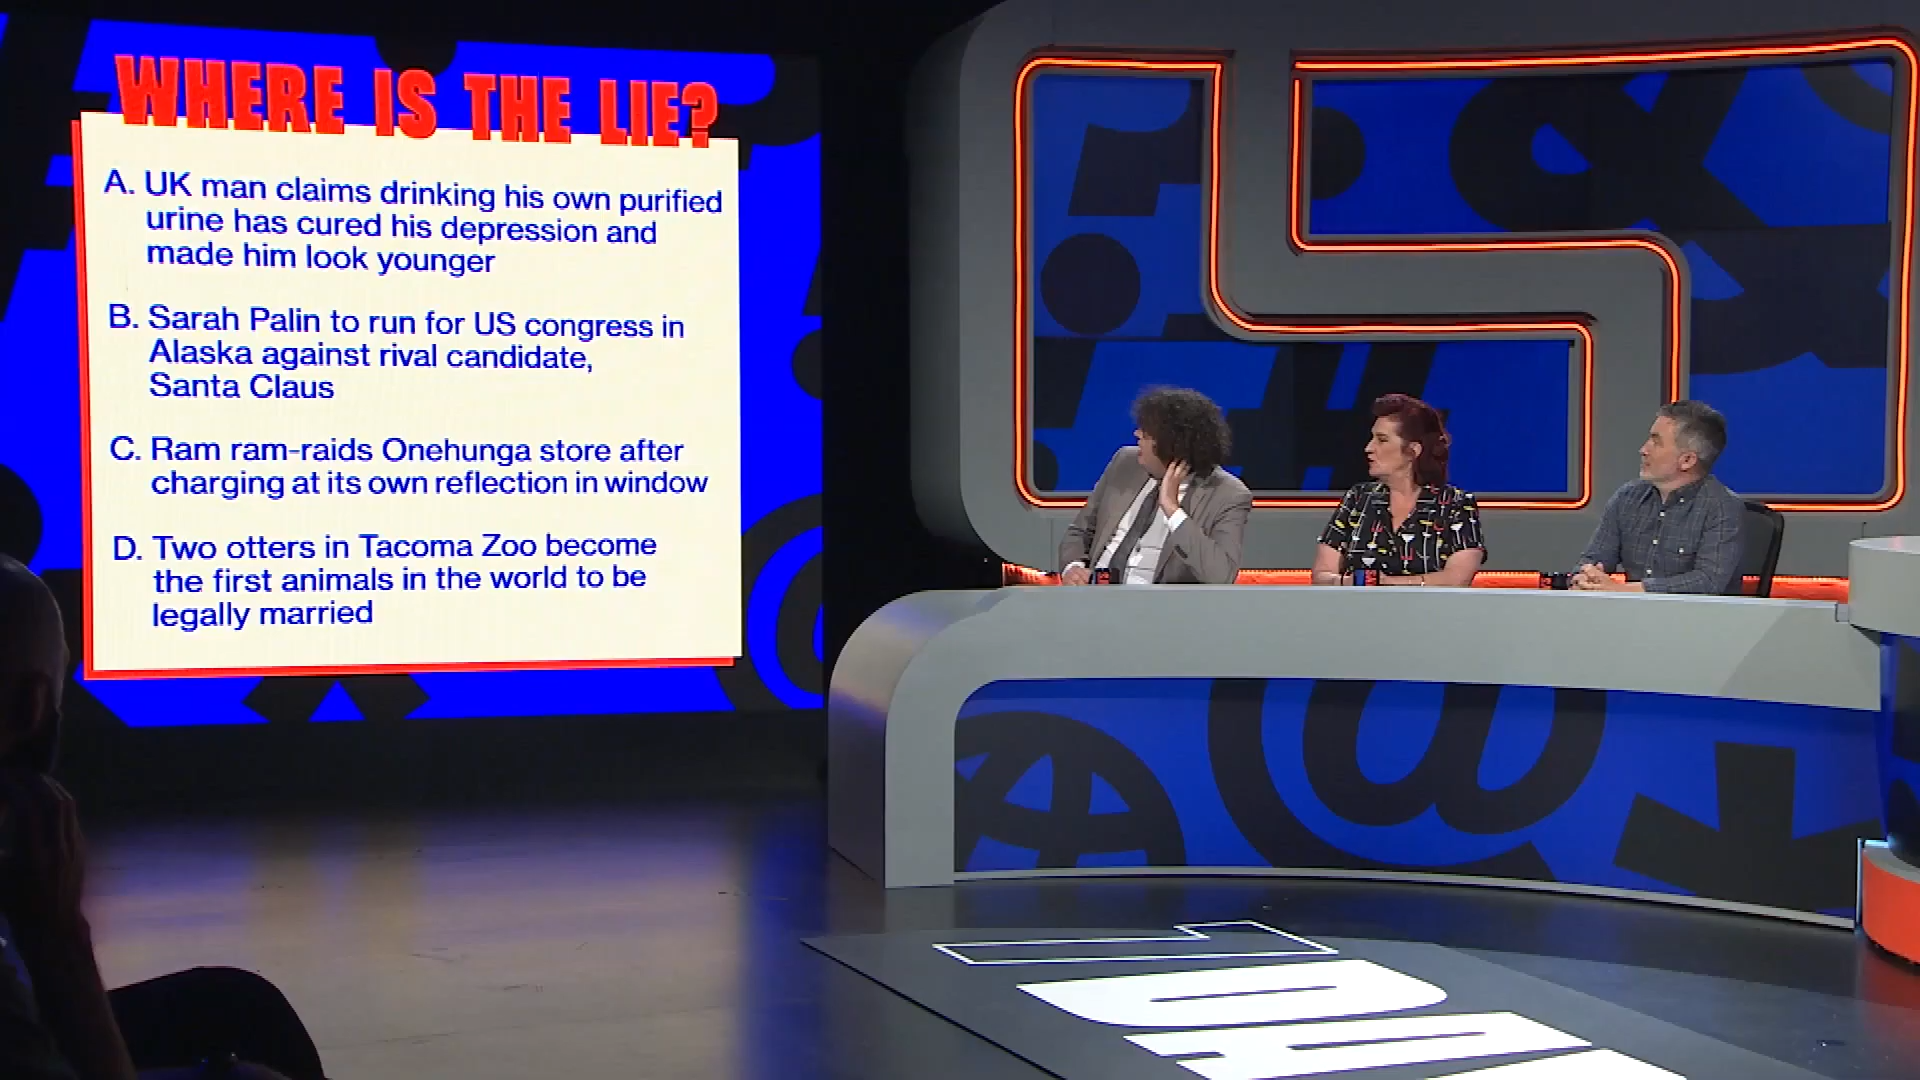 WHERE IS THE LIE?
A. UK man claims drinking his own purified
urine has cured his depression and
made him look younger
B. Sarah Palin to run for US congress in
Alaska against rival candidate,
Santa Claus
C. Ram ram-raids Onehunga store after
charging at its own reflection in window
D. Two otters in Tacoma Zoo become
the first animals in the world to be
legally married